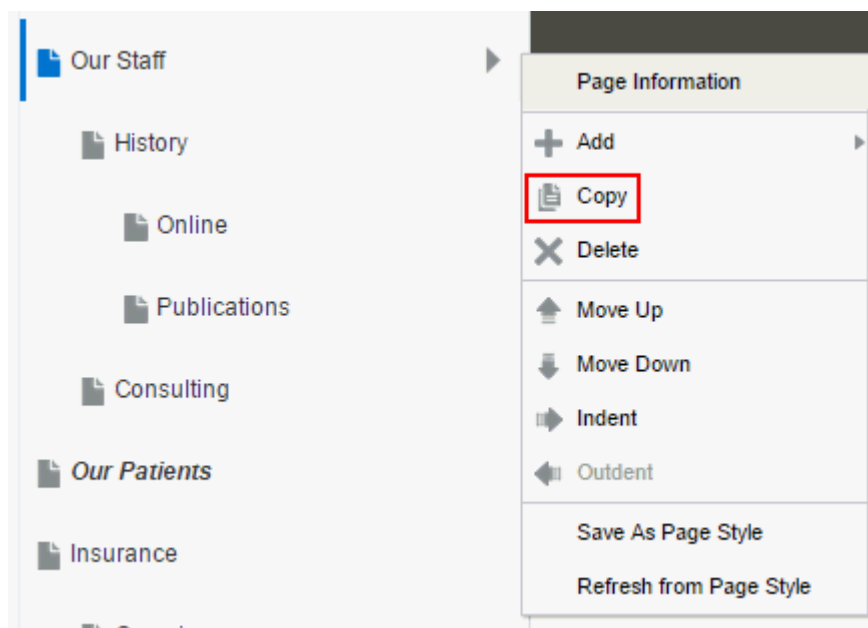 Our Staff
History
Online
Publications
Consulting
Our Patients
Insurance
Page Information
Add
Copy
Delete
Move Up
Move Down
Indent
Outdent
Save As Page Style
Refresh from Page Style